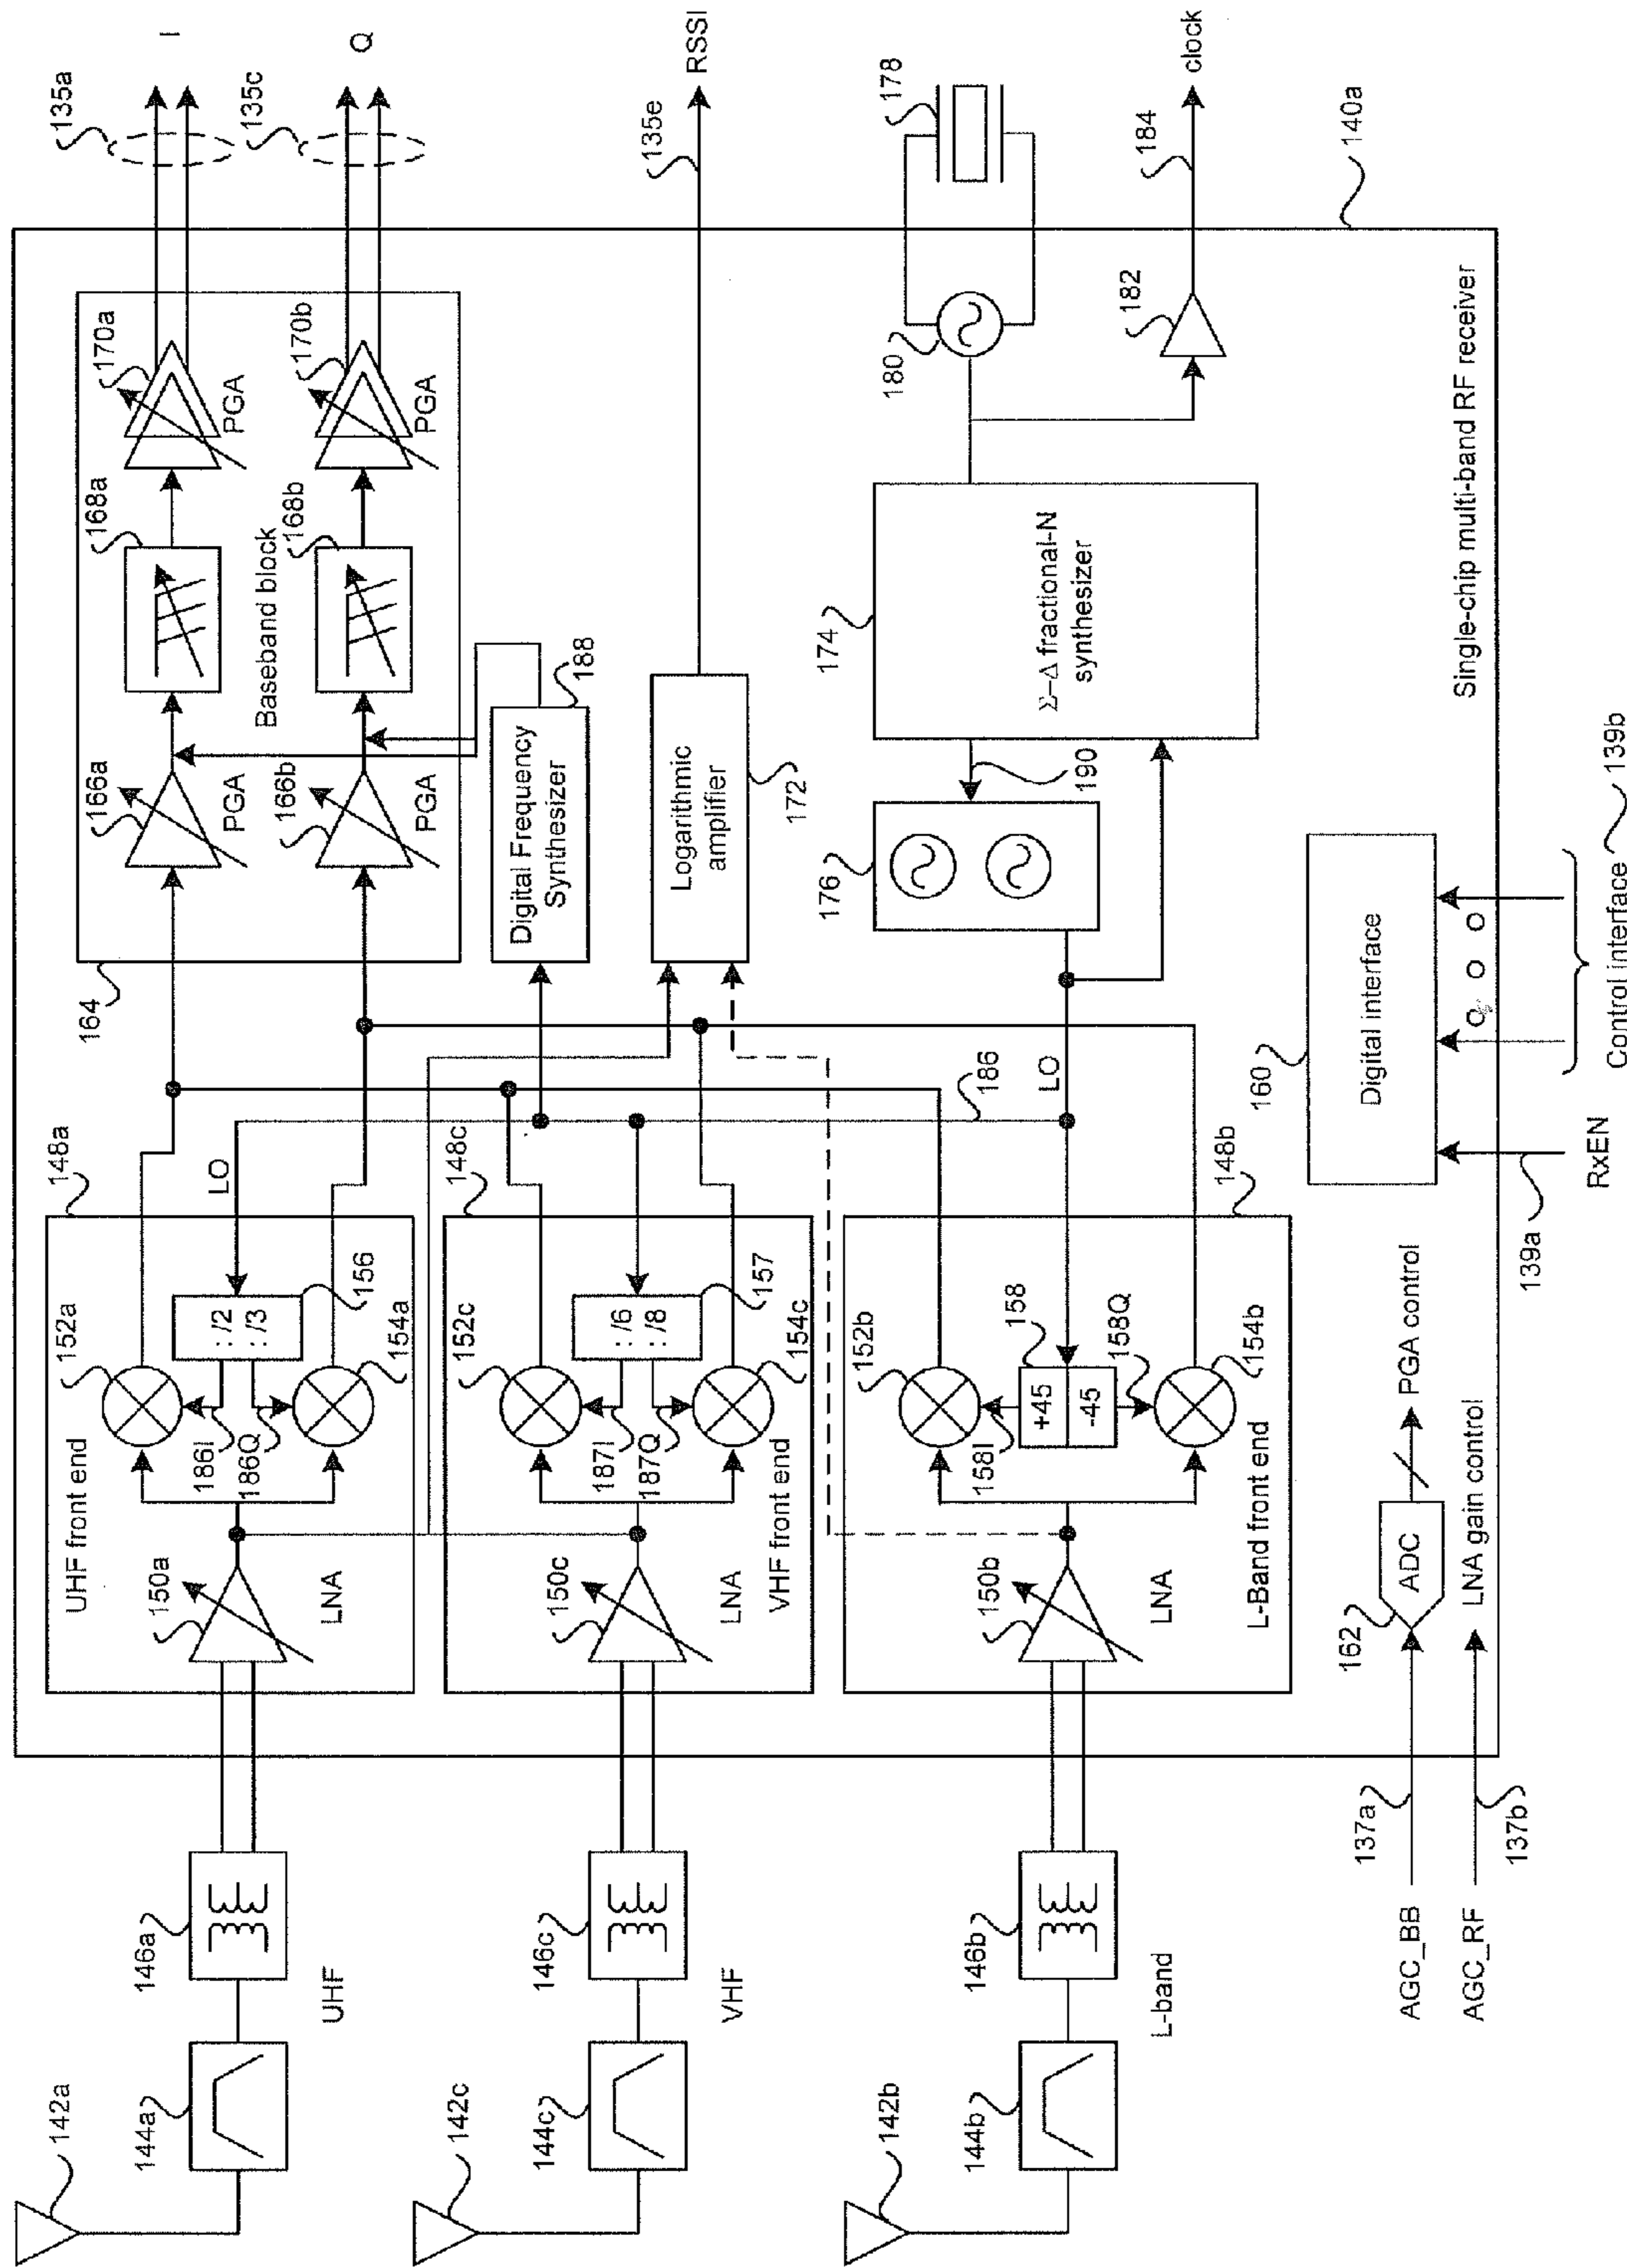 142a
144a
146a
UHF
UHF front end
148a
150a
LNA
152a
: /2
: /3
156
154a
186I
186Q
LO
142c
144c
146c
VHF
VHF front end
148c
150c
LNA
152c
: /6
: /8
157
154c
187I
187Q
142b
144b
146b
L-band
L-Band front end
148b
150b
LNA
152b
+45
-45
158
158I
158Q
154b
LO
186
164
166a
PGA
168a
170a
PGA
Baseband block
166b
PGA
168b
170b
PGA
135a
I
135c
Q
Digital Frequency
Synthesizer
188
Logarithmic
amplifier
172
135e
RSSI
176
190
174
Σ–Δ fractional-N
synthesizer
180
178
182
184
clock
AGC_BB
137a
162
ADC
PGA control
AGC_RF
137b
LNA gain control
160
Digital interface
139a
RxEN
Control interface
139b
Single-chip multi-band RF receiver
140a